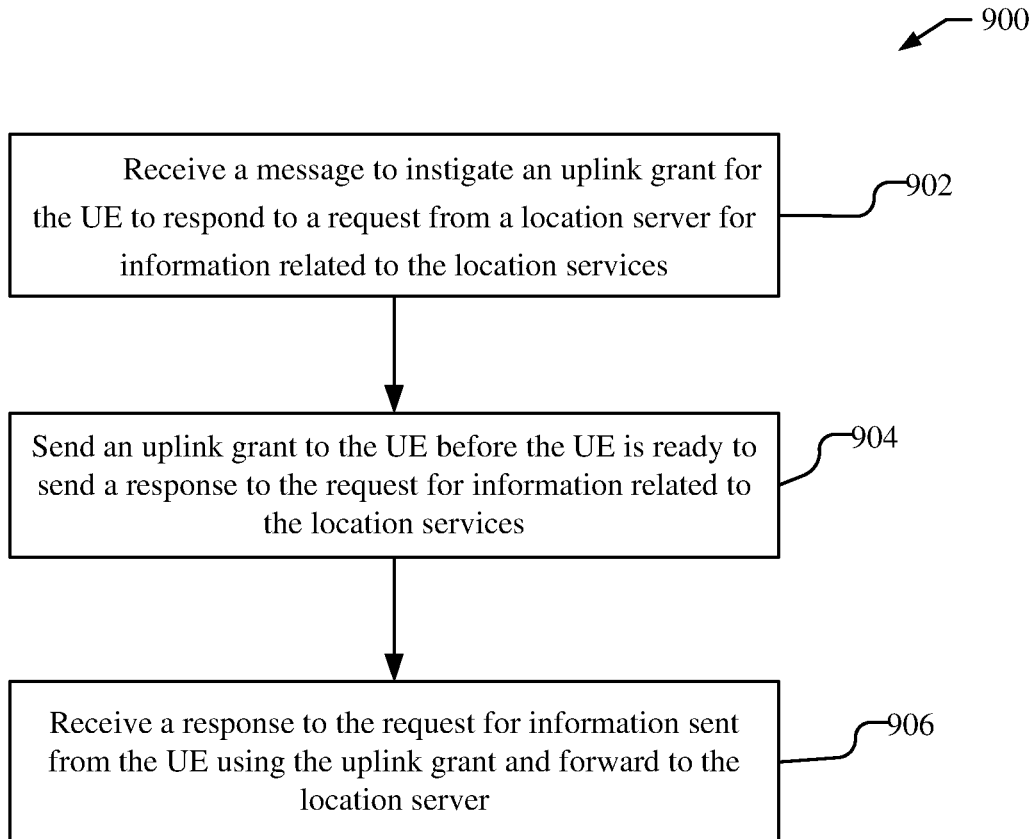 900
Receive a message to instigate an uplink grant for
the UE to respond to a request from a location server for
information related to the location services
902
Send an uplink grant to the UE before the UE is ready to
send a response to the request for information related to
the location services
904
Receive a response to the request for information sent
from the UE using the uplink grant and forward to the
location server
906